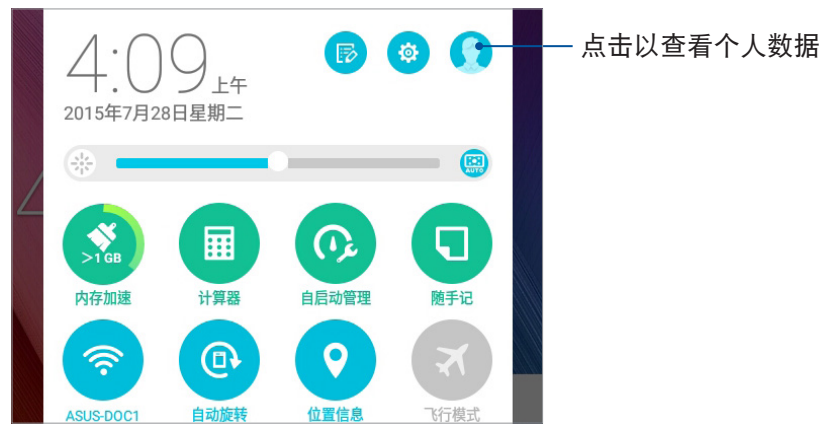 4:09上午
点击以查看个人数据
2015年7月28日星期二
AUTO
>1 GB
内存加速
计算器
自启动管理
随手记
ASUS-DOC1
自动旋转
位置信息
飞行模式